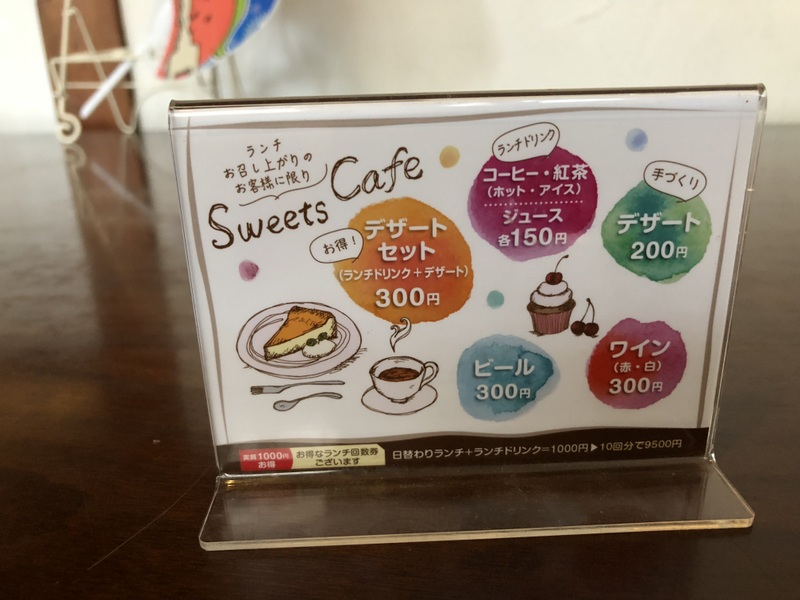 ランチ
お召し上がりの
お客様に限り
Sweets Cafe
お得！
デザート
セット
（ランチドリンク＋デザート）
300円
ランチドリンク
コーヒー・紅茶
（ホット・アイス）
ジュース
各150円
手づくり
デザート
200円
ビール
300円
ワイン
（赤・白）
300円
実質1000円
お得
お得なランチ回数券
ございます
日替わりランチ＋ランチドリンク＝1000円▶10回分で9500円